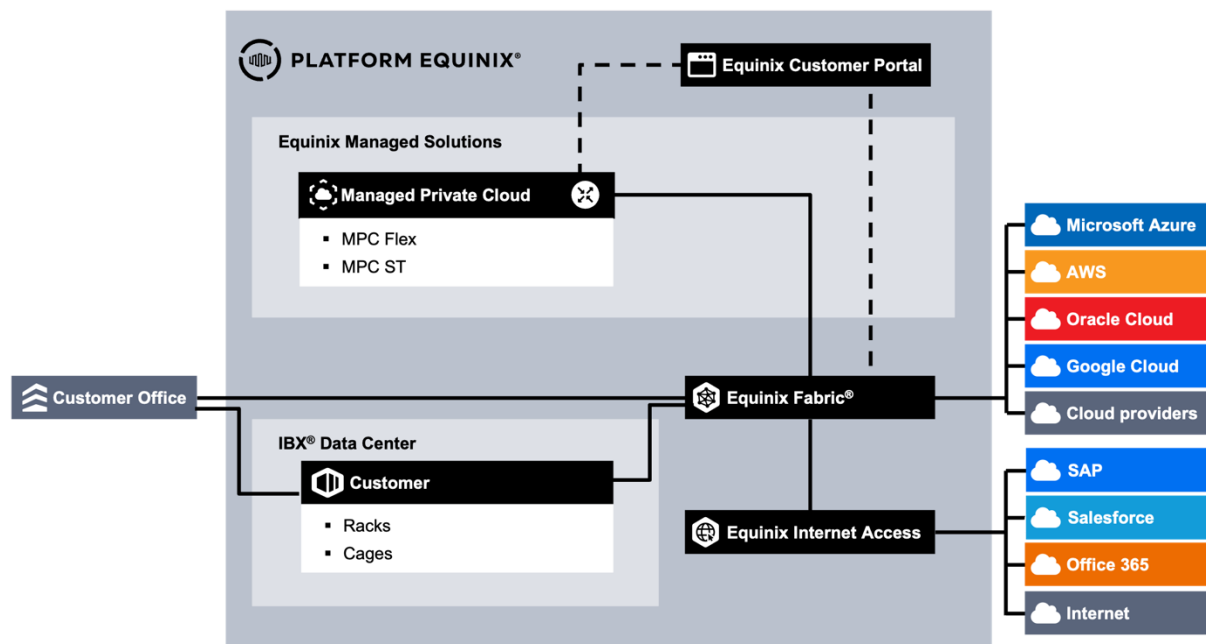 PLATFORM EQUINIX®
Equinix Customer Portal
Equinix Managed Solutions
Managed Private Cloud
▪ MPC Flex
▪ MPC ST
Microsoft Azure
AWS
Oracle Cloud
Google Cloud
Cloud providers
Customer Office
Equinix Fabric®
IBX® Data Center
Customer
▪ Racks
▪ Cages
Equinix Internet Access
SAP
Salesforce
Office 365
Internet